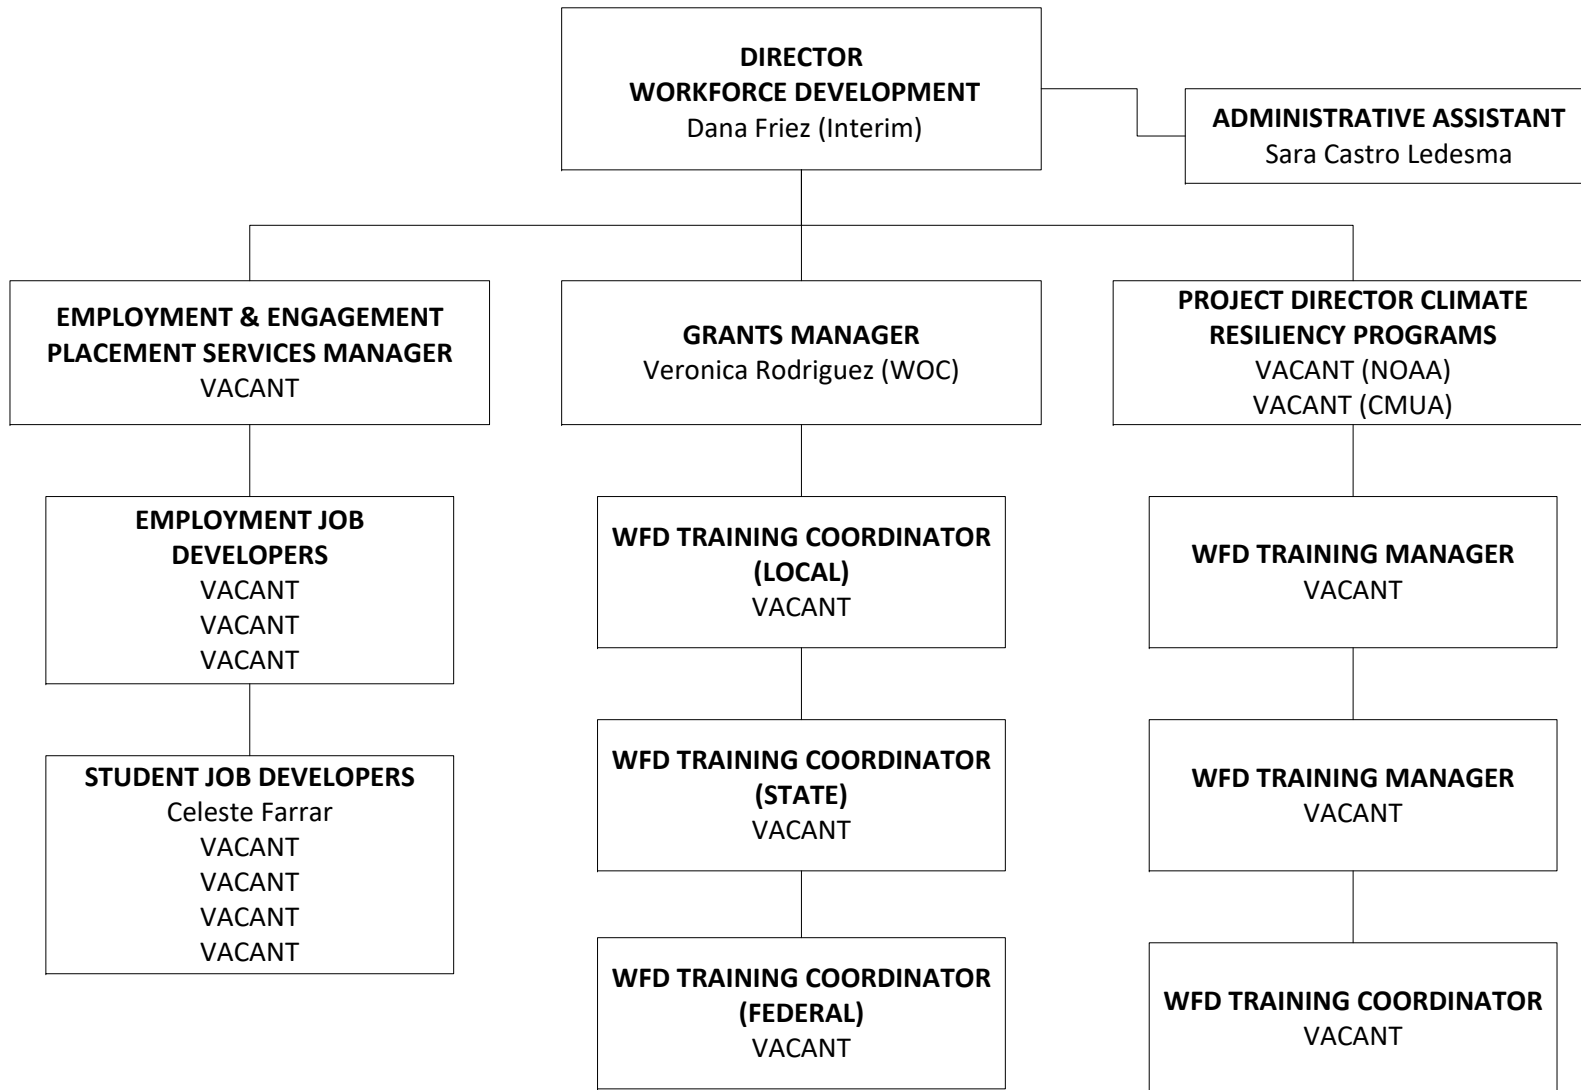 DIRECTOR
WORKFORCE DEVELOPMENT
Dana Friez (Interim)
ADMINISTRATIVE ASSISTANT
Sara Castro Ledesma
EMPLOYMENT & ENGAGEMENT
PLACEMENT SERVICES MANAGER
VACANT
GRANTS MANAGER
Veronica Rodriguez (WOC)
PROJECT DIRECTOR CLIMATE
RESILIENCY PROGRAMS
VACANT (NOAA)
VACANT (CMUA)
EMPLOYMENT JOB
DEVELOPERS
VACANT
VACANT
VACANT
WFD TRAINING COORDINATOR
(LOCAL)
VACANT
WFD TRAINING MANAGER
VACANT
STUDENT JOB DEVELOPERS
Celeste Farrar
VACANT
VACANT
VACANT
VACANT
WFD TRAINING COORDINATOR
(STATE)
VACANT
WFD TRAINING MANAGER
VACANT
WFD TRAINING COORDINATOR
(FEDERAL)
VACANT
WFD TRAINING COORDINATOR
VACANT